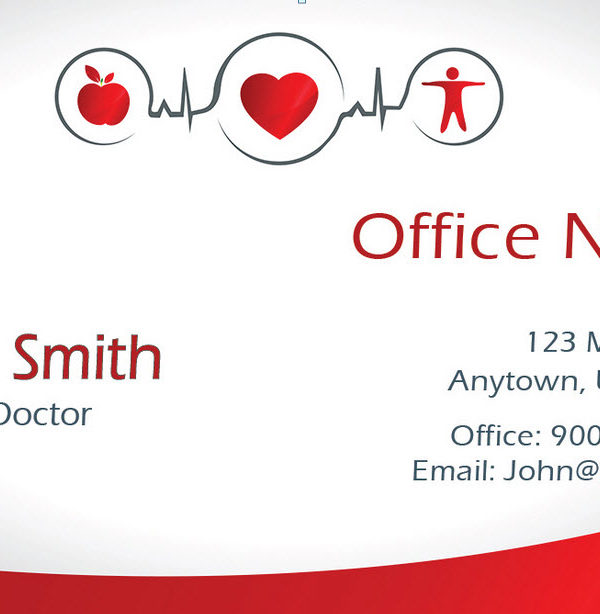 Office N
Smith
Doctor
123 M
Anytown, U
Office: 900
Email: John@